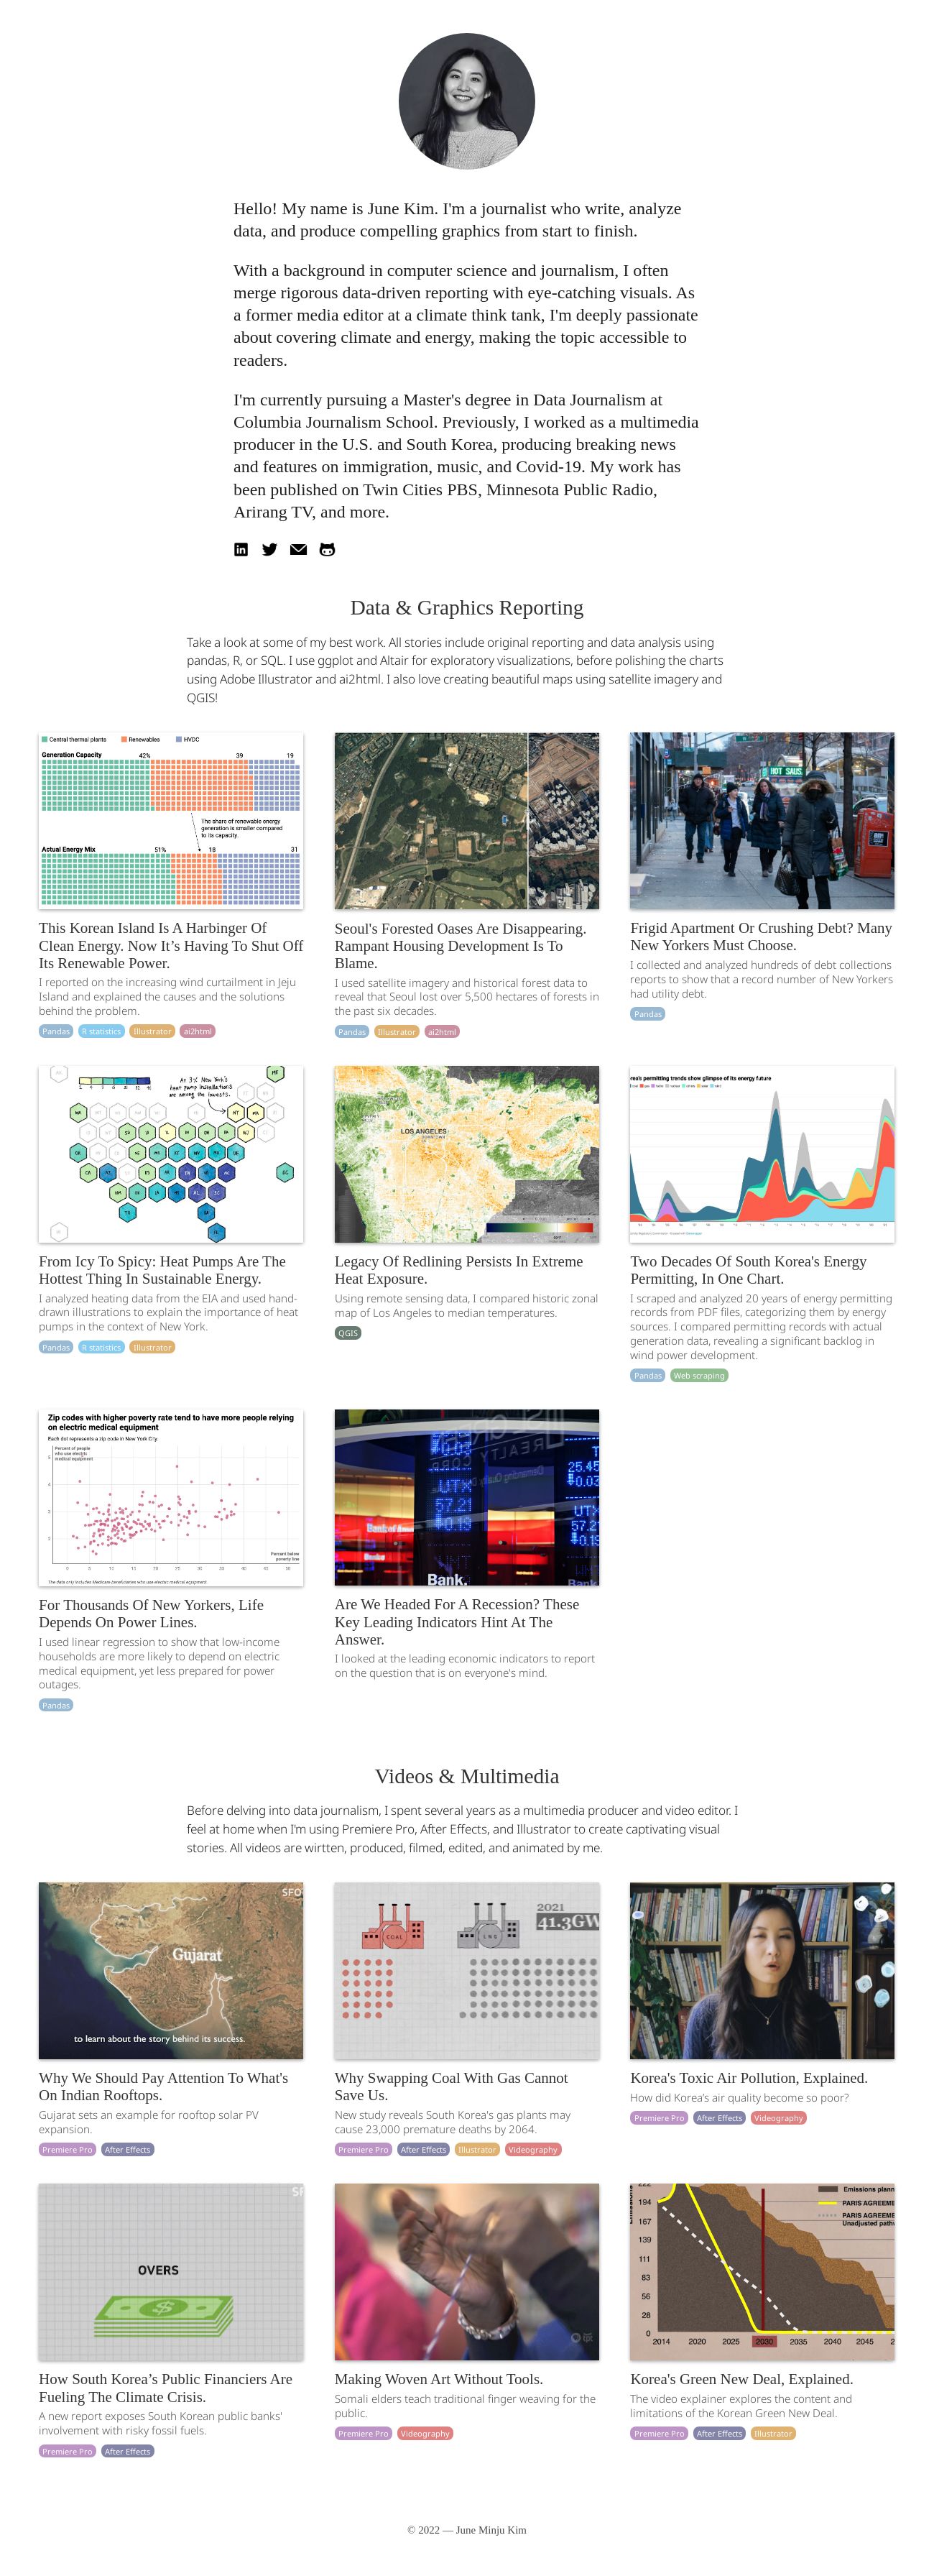 Hello! My name is June Kim. I'm a journalist who write, analyze
data, and produce compelling graphics from start to finish.
With a background in computer science and journalism, I often
merge rigorous data-driven reporting with eye-catching visuals. As
a former media editor at a climate think tank, I'm deeply passionate
about covering climate and energy, making the topic accessible to
readers.
I'm currently pursuing a Master's degree in Data Journalism at
Columbia Journalism School. Previously, I worked as a multimedia
producer in the U.S. and South Korea, producing breaking news
and features on immigration, music, and Covid-19. My work has
been published on Twin Cities PBS, Minnesota Public Radio,
Arirang TV, and more.
Data & Graphics Reporting
Take a look at some of my best work. All stories include original reporting and data analysis using
pandas, R, or SQL. I use ggplot and Altair for exploratory visualizations, before polishing the charts
using Adobe Illustrator and ai2html. I also love creating beautiful maps using satellite imagery and
QGIS!
Central thermal plants Renewables HVDC
Generation Capacity 42% 39 19
The share of renewable energy
generation is smaller compared
to its capacity.
Actual Energy Mix 51% 18 31
This Korean Island Is A Harbinger Of
Clean Energy. Now It’s Having To Shut Off
Its Renewable Power.
I reported on the increasing wind curtailment in Jeju
Island and explained the causes and the solutions
behind the problem.
Pandas R statistics Illustrator ai2html
Seoul's Forested Oases Are Disappearing.
Rampant Housing Development Is To
Blame.
I used satellite imagery and historical forest data to
reveal that Seoul lost over 5,500 hectares of forests in
the past six decades.
Pandas Illustrator ai2html
HOT SAUS
Frigid Apartment Or Crushing Debt? Many
New Yorkers Must Choose.
I collected and analyzed hundreds of debt collections
reports to show that a record number of New Yorkers
had utility debt.
Pandas
At 3% New York's
heat pump installations
are among the lowest.
From Icy To Spicy: Heat Pumps Are The
Hottest Thing In Sustainable Energy.
I analyzed heating data from the EIA and used hand-
drawn illustrations to explain the importance of heat
pumps in the context of New York.
Pandas R statistics Illustrator
LOS ANGELES
Legacy Of Redlining Persists In Extreme
Heat Exposure.
Using remote sensing data, I compared historic zonal
map of Los Angeles to median temperatures.
QGIS
rea's permitting trends show glimpse of its energy future
Two Decades Of South Korea's Energy
Permitting, In One Chart.
I scraped and analyzed 20 years of energy permitting
records from PDF files, categorizing them by energy
sources. I compared permitting records with actual
generation data, revealing a significant backlog in
wind power development.
Pandas Web scraping
Zip codes with higher poverty rate tend to have more people relying
on electric medical equipment
Each dot represents a zip code in New York City.
Percent of people
who use electric
medical equipment
Percent below
poverty line
0 5 10 15 20 25 30 35 40 45 50
The data only includes Medicare beneficiaries who use electric medical equipment.
For Thousands Of New Yorkers, Life
Depends On Power Lines.
I used linear regression to show that low-income
households are more likely to depend on electric
medical equipment, yet less prepared for power
outages.
Pandas
REALTY
UTX
57.21
0.19
25.45
0.03
Bank.
Are We Headed For A Recession? These
Key Leading Indicators Hint At The
Answer.
I looked at the leading economic indicators to report
on the question that is on everyone's mind.
Videos & Multimedia
Before delving into data journalism, I spent several years as a multimedia producer and video editor. I
feel at home when I'm using Premiere Pro, After Effects, and Illustrator to create captivating visual
stories. All videos are wirtten, produced, filmed, edited, and animated by me.
SFO
Gujarat
to learn about the story behind its success.
Why We Should Pay Attention To What's
On Indian Rooftops.
Gujarat sets an example for rooftop solar PV
expansion.
Premiere Pro After Effects
2021
41.3GW
COAL LNG
Why Swapping Coal With Gas Cannot
Save Us.
New study reveals South Korea's gas plants may
cause 23,000 premature deaths by 2064.
Premiere Pro After Effects Illustrator Videography
Korea's Toxic Air Pollution, Explained.
How did Korea's air quality become so poor?
Premiere Pro After Effects Videography
SF
OVERS
How South Korea’s Public Financiers Are
Fueling The Climate Crisis.
A new report exposes South Korean public banks'
involvement with risky fossil fuels.
Premiere Pro After Effects
Making Woven Art Without Tools.
Somali elders teach traditional finger weaving for the
public.
Premiere Pro Videography
Emissions plann
PARIS AGREEME
PARIS AGREEME
Unadjusted path
222
194
167
139
111
83
56
28
0
2014 2020 2025 2030 2035 2040 2045
Korea's Green New Deal, Explained.
The video explainer explores the content and
limitations of the Korean Green New Deal.
Premiere Pro After Effects Illustrator
© 2022 — June Minju Kim